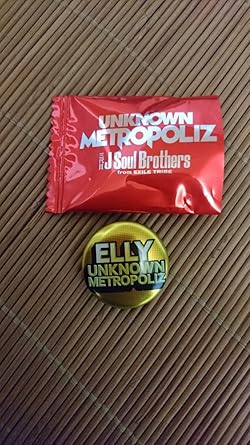 UNKNOWN
METROPOLIZ
三代目 J Soul Brothers
from EXILE TRIBE
ELLY
UNKNOWN
METROPOLIZ